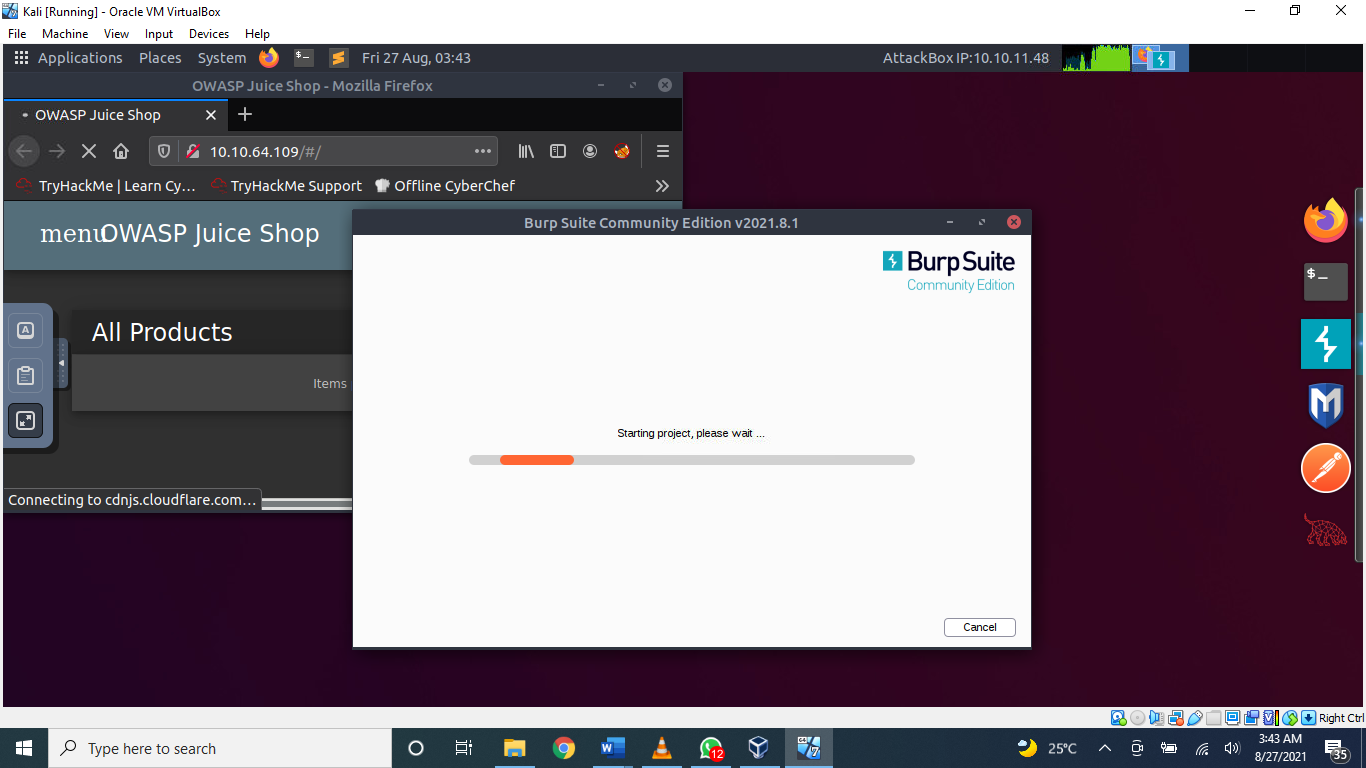 Kali [Running] - Oracle VM VirtualBox
File Machine View Input Devices Help
Applications Places System Fri 27 Aug, 03:43 AttackBox IP:10.10.11.48
OWASP Juice Shop - Mozilla Firefox
OWASP Juice Shop
10.10.64.109/#/
TryHackMe | Learn Cy... TryHackMe Support Offline CyberChef
menu OWASP Juice Shop
All Products
Items
Connecting to cdnjs.cloudflare.com...
Burp Suite Community Edition v2021.8.1
Burp Suite
Community Edition
Starting project, please wait ...
Cancel
A
$ _
M
Right Ctrl
Type here to search
W
12
64
7
25°C
3:43 AM
8/27/2021
35